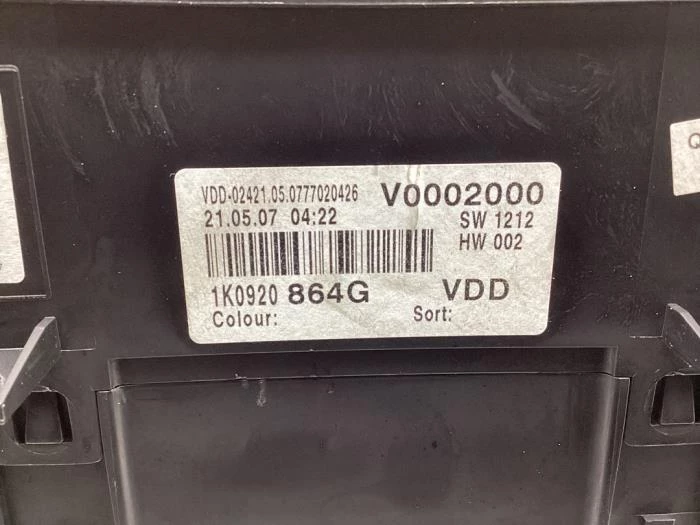 VDD-02421.05.0777020426 V0002000
21.05.07 04:22 SW 1212
HW 002
1K0920 864G VDD
Colour: Sort:
Q